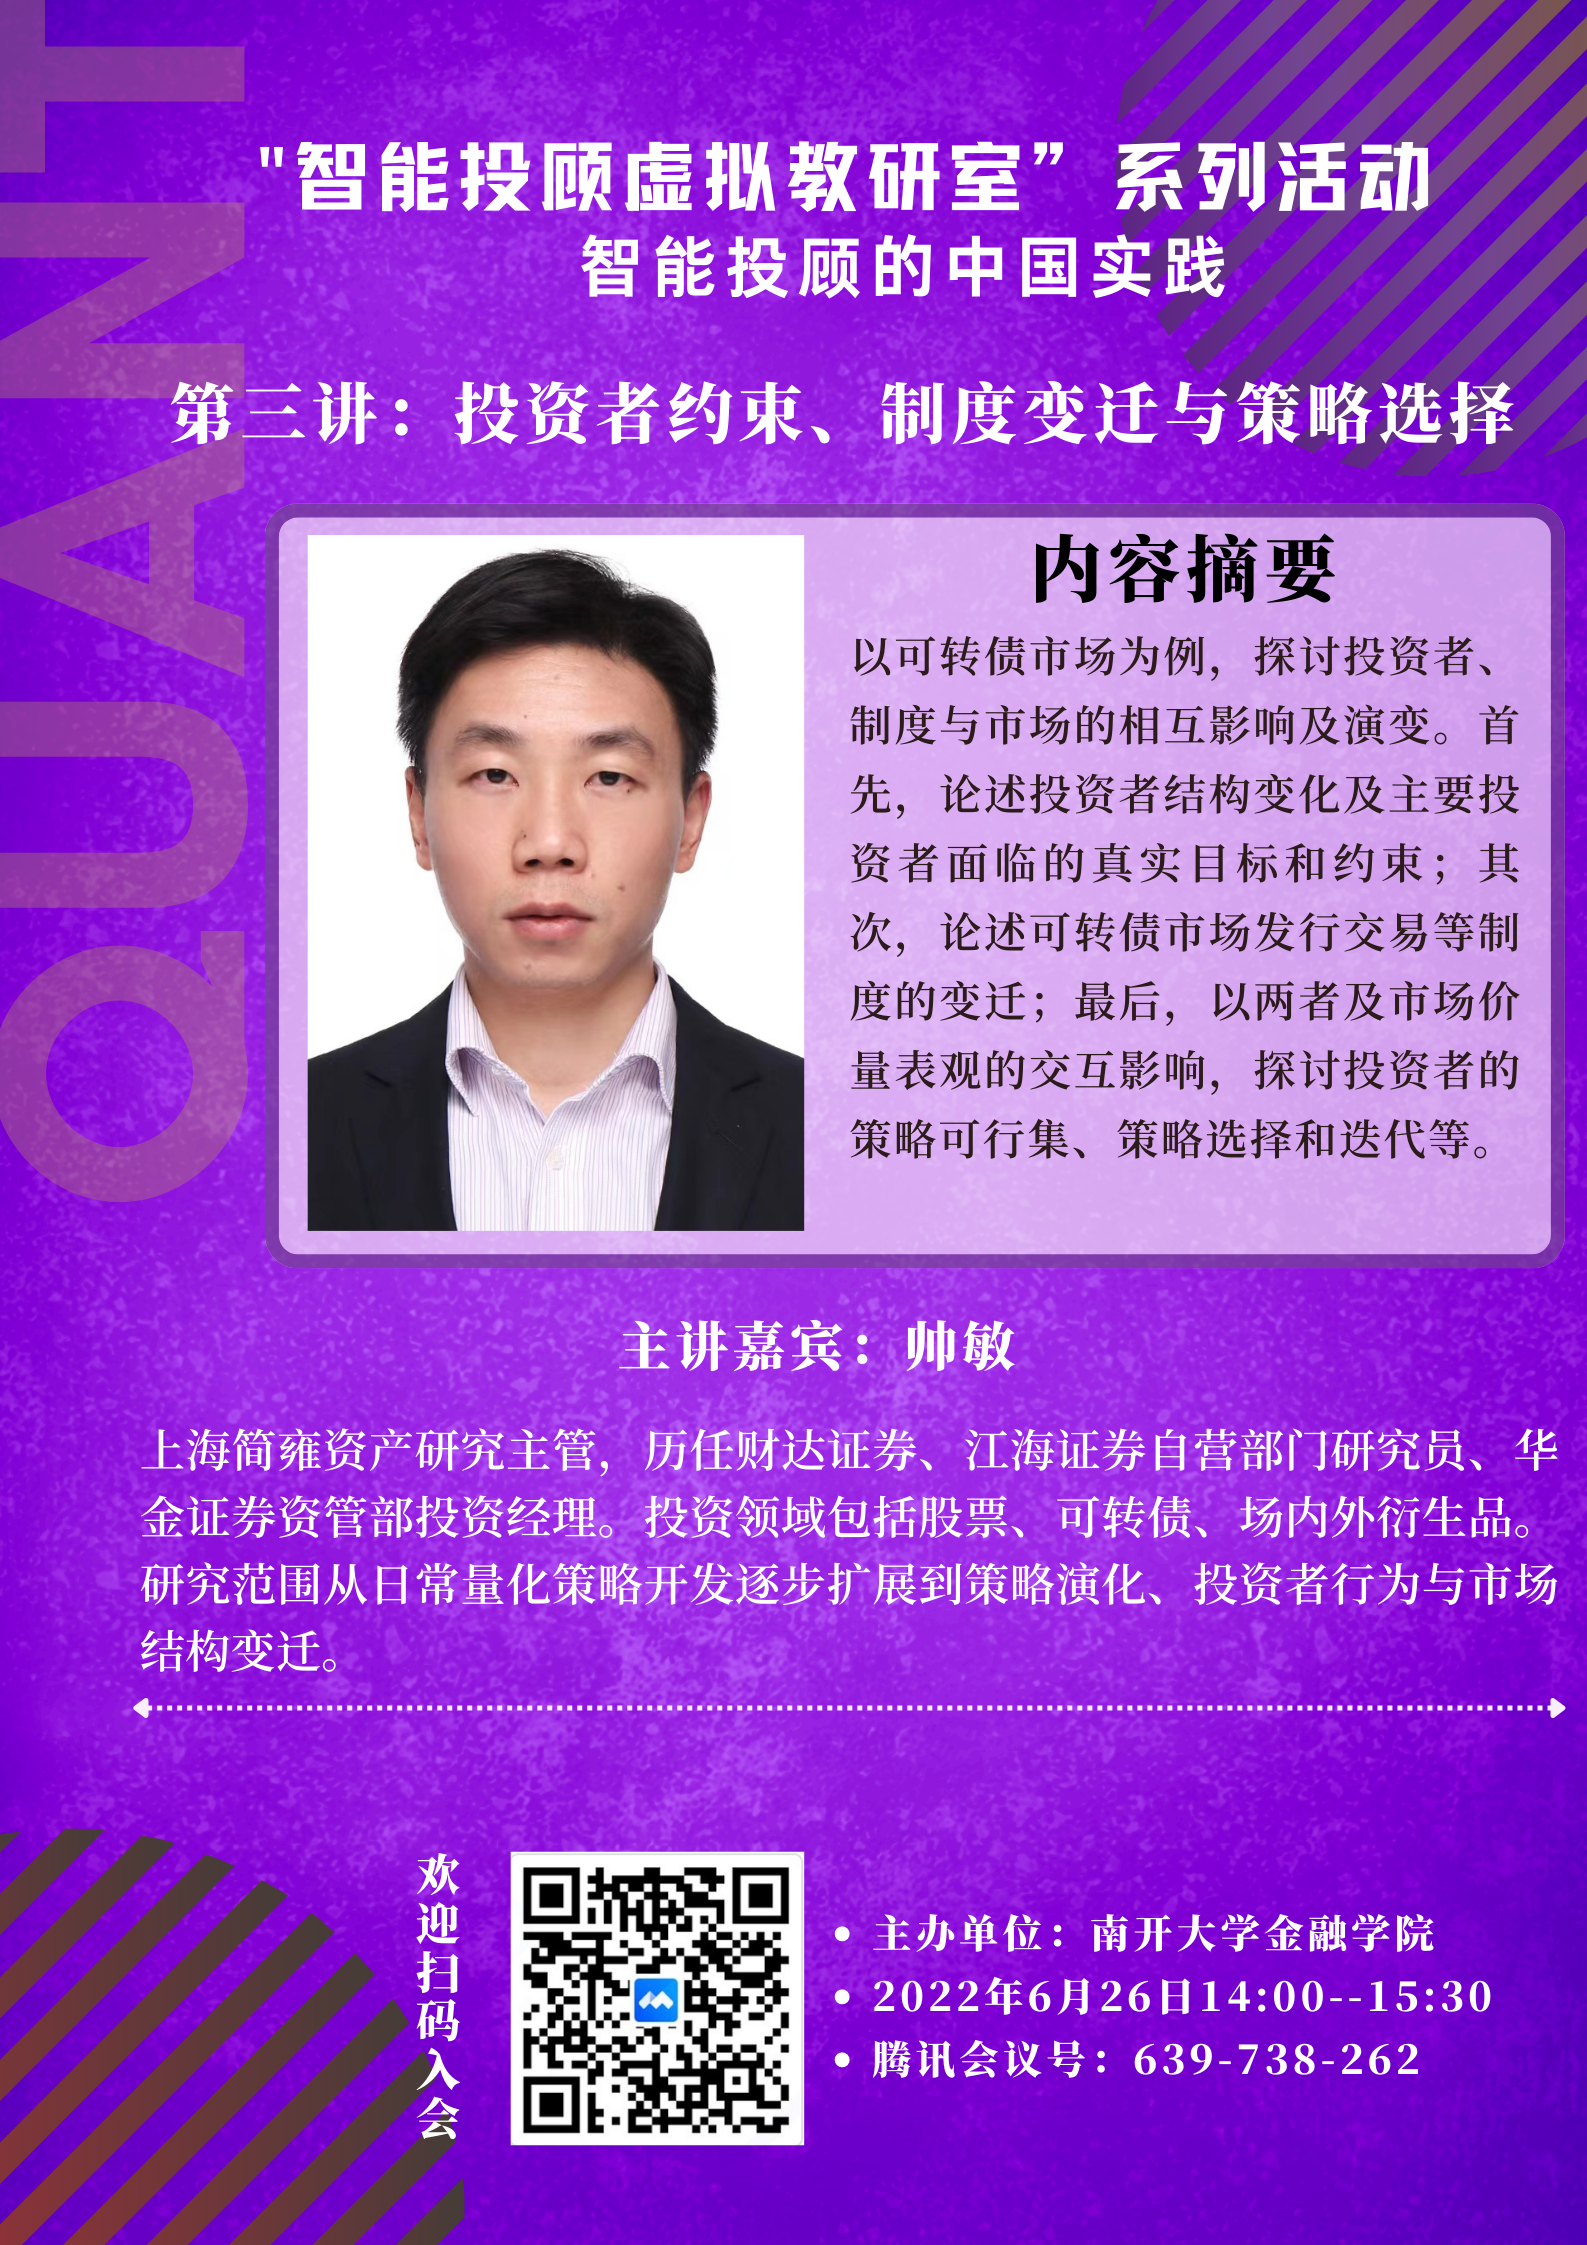 QUANT
"智能投顾虚拟教研室”系列活动
智能投顾的中国实践
第三讲：投资者约束、制度变迁与策略选择
内容摘要
以可转债市场为例，探讨投资者、
制度与市场的相互影响及演变。首
先，论述投资者结构变化及主要投
资者面临的真实目标和约束；其
次，论述可转债市场发行交易等制
度的变迁；最后，以两者及市场价
量表观的交互影响，探讨投资者的
策略可行集、策略选择和迭代等。
主讲嘉宾：帅敏
上海简雍资产研究主管，历任财达证券、江海证券自营部门研究员、华
金证券资管部投资经理。投资领域包括股票、可转债、场内外衍生品。
研究范围从日常量化策略开发逐步扩展到策略演化、投资者行为与市场
结构变迁。
欢迎扫码入会
• 主办单位：南开大学金融学院
• 2022年6月26日14:00--15:30
• 腾讯会议号：639-738-262